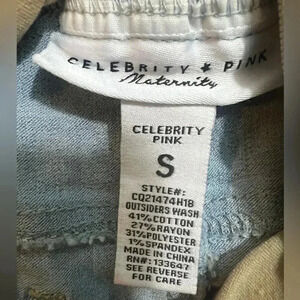 CELEBRITY ✶ PINK
Maternity
CELEBRITY
PINK
S
STYLE#:
CQ21474H18
OUTSIDERS WASH
41% COTTON
27% RAYON
31% POLYESTER
1% SPANDEX
MADE IN CHINA
RN#: 133647
SEE REVERSE
FOR CARE